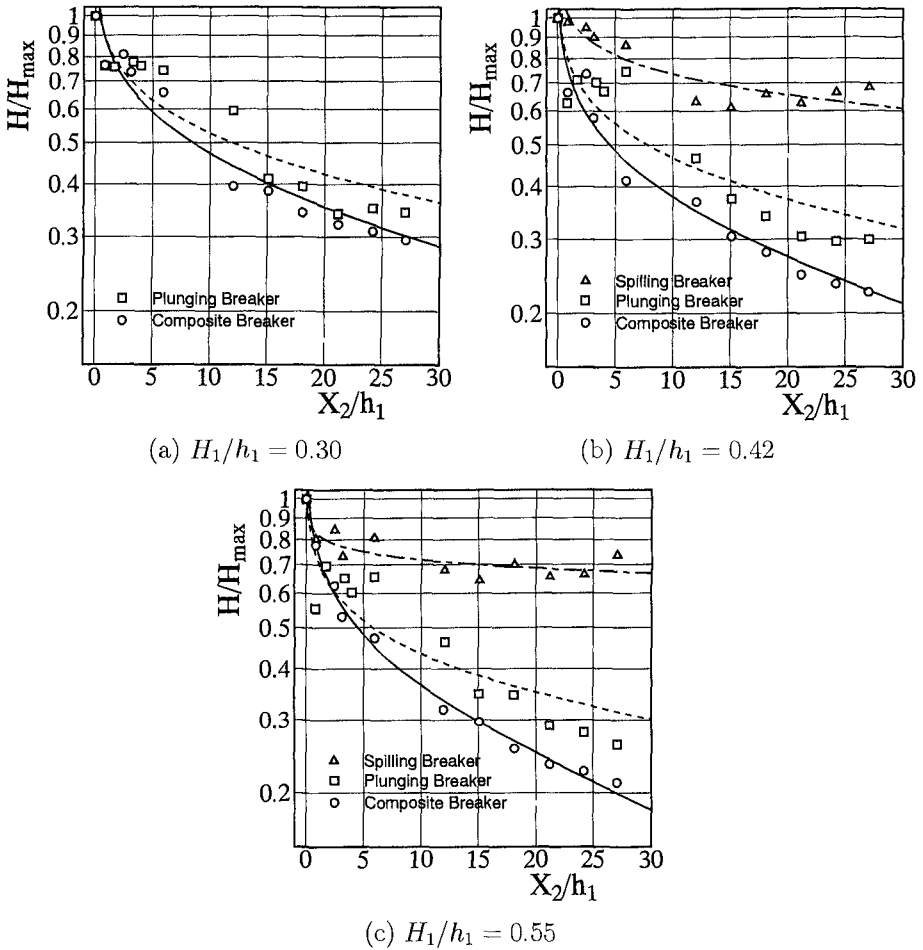 H/Hmax
1
0.9
0.8
0.7
0.6
0.5
0.4
0.3
0.2
Plunging Breaker
Composite Breaker
0 5 10 15 20 25 30
X2/h1
(a) H1/h1 = 0.30
H/Hmax
1
0.9
0.8
0.7
0.6
0.5
0.4
0.3
0.2
Spilling Breaker
Plunging Breaker
Composite Breaker
0 5 10 15 20 25 30
X2/h1
(b) H1/h1 = 0.42
H/Hmax
1
0.9
0.8
0.7
0.6
0.5
0.4
0.3
0.2
Spilling Breaker
Plunging Breaker
Composite Breaker
0 5 10 15 20 25 30
X2/h1
(c) H1/h1 = 0.55